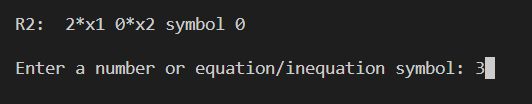 R2:  2*x1 0*x2 symbol 0
Enter a number or equation/inequation symbol: 3